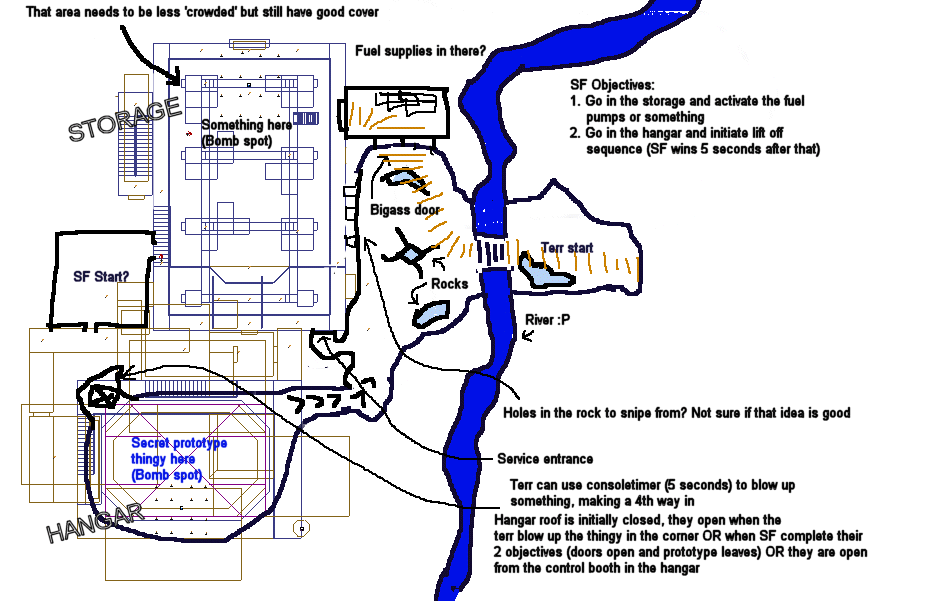 That area needs to be less 'crowded' but still have good cover
Fuel supplies in there?
SF Objectives:
1. Go in the storage and activate the fuel
pumps or something
2. Go in the hangar and initiate lift off
sequence (SF wins 5 seconds after that)
STORAGE
Something here
(Bomb spot)
Bigass door
Terr start
SF Start?
Rocks
River :P
Holes in the rock to snipe from? Not sure if that idea is good
Secret prototype
thingy here
(Bomb spot)
Service entrance
Terr can use consoletimer (5 seconds) to blow up
something, making a 4th way in
HANGAR
Hangar roof is initially closed, they open when the
terr blow up the thingy in the corner OR when SF complete their
2 objectives (doors open and prototype leaves) OR they are open
from the control booth in the hangar